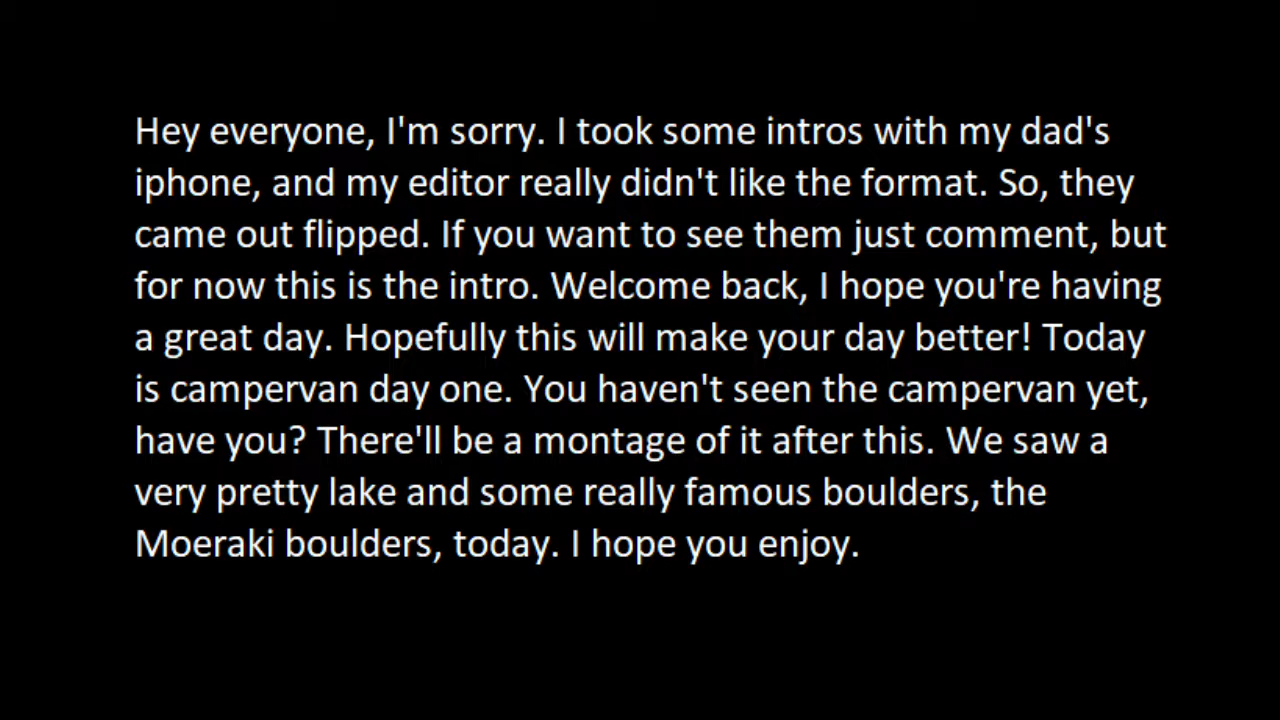 Hey everyone, I'm sorry. I took some intros with my dad's
iphone, and my editor really didn't like the format. So, they
came out flipped. If you want to see them just comment, but
for now this is the intro. Welcome back, I hope you're having
a great day. Hopefully this will make your day better! Today
is campervan day one. You haven't seen the campervan yet,
have you? There'll be a montage of it after this. We saw a
very pretty lake and some really famous boulders, the
Moeraki boulders, today. I hope you enjoy.